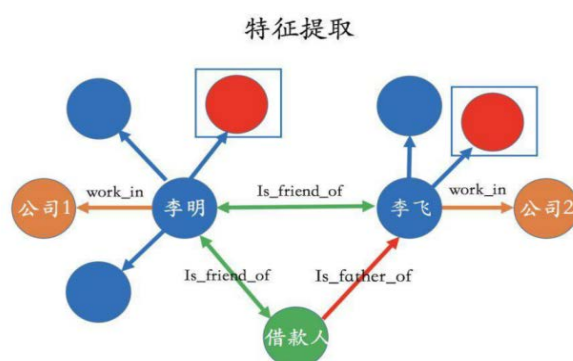 特征提取
work_in
Is_friend_of
work_in
公司1
李明
李飞
公司2
Is_friend_of
Is_father_of
借款人